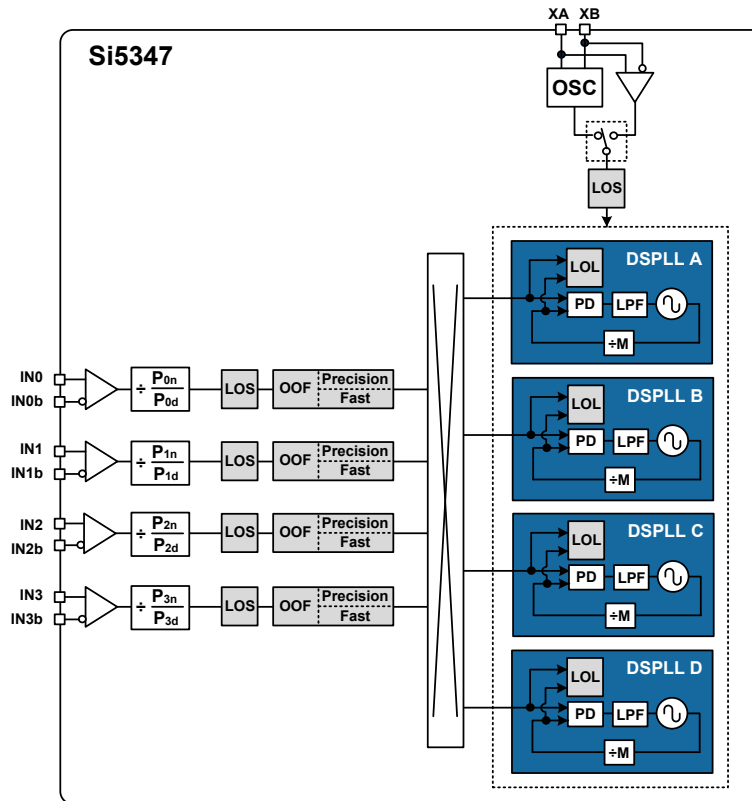 XA XB
Si5347
OSC
LOS
DSPLL A
LOL
PD LPF
÷M
IN0
IN0b
÷ P0n
P0d
LOS OOF Precision
Fast
DSPLL B
LOL
PD LPF
÷M
IN1
IN1b
÷ P1n
P1d
LOS OOF Precision
Fast
IN2
IN2b
÷ P2n
P2d
LOS OOF Precision
Fast
DSPLL C
LOL
PD LPF
÷M
IN3
IN3b
÷ P3n
P3d
LOS OOF Precision
Fast
DSPLL D
LOL
PD LPF
÷M